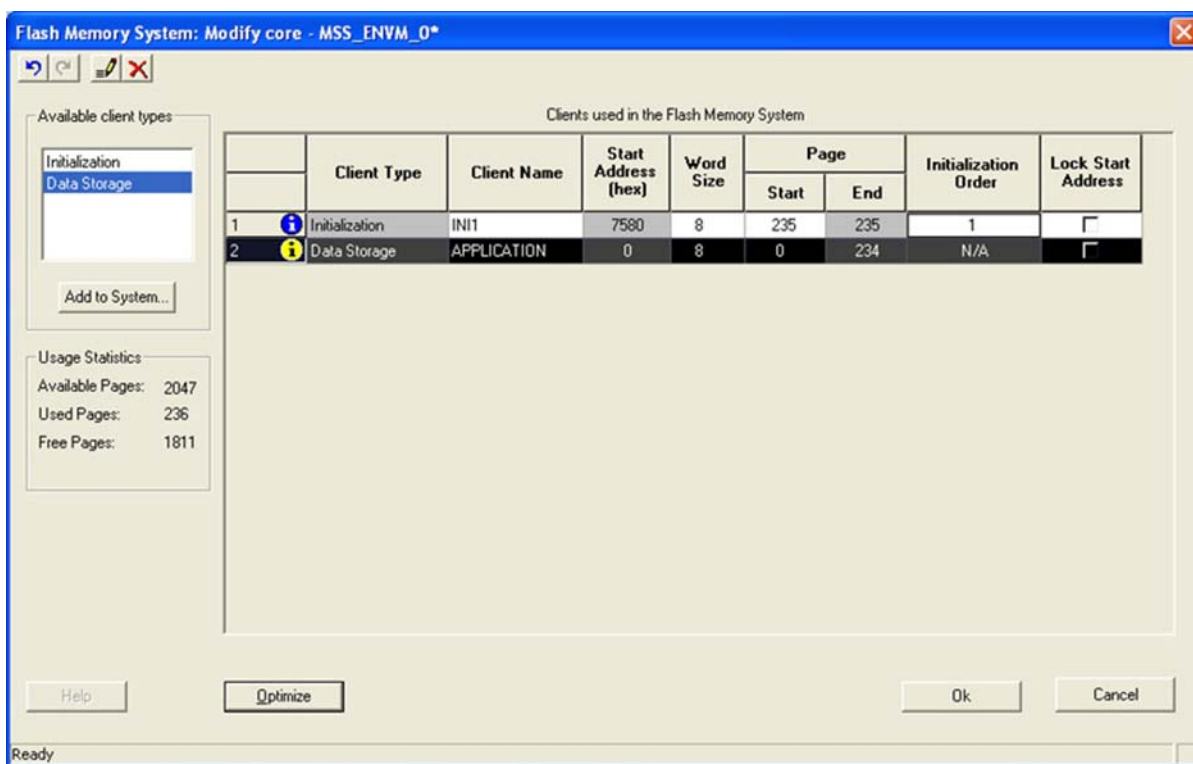 Flash Memory System: Modify core - MSS_ENVM_0*
Available client types
Initialization
Data Storage
Add to System...
Usage Statistics
Available Pages: 2047
Used Pages: 236
Free Pages: 1811
Clients used in the Flash Memory System
Client Type Client Name Start Address (hex) Word Size Page Start End Initialization Order Lock Start Address
1 Initialization INI1 7580 8 235 235 1
2 Data Storage APPLICATION 0 8 0 234 N/A
Help Optimize Ok Cancel
Ready